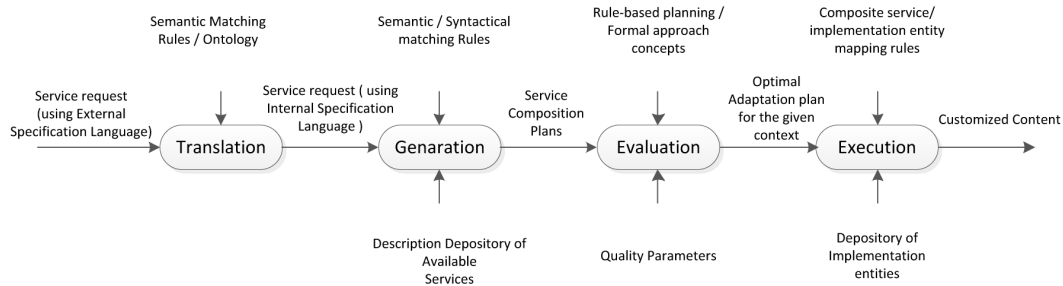 Semantic Matching
Rules / Ontology
Semantic / Syntactical
matching Rules
Rule-based planning /
Formal approach
concepts
Composite service/
implementation entity
mapping rules
Service request
(using External
Specification Language)
Translation
Service request ( using
Internal Specification
Language )
Genaration
Service
Composition
Plans
Evaluation
Optimal
Adaptation plan
for the given
context
Execution
Customized Content
Description Depository of
Available
Services
Quality Parameters
Depository of
Implementation
entities